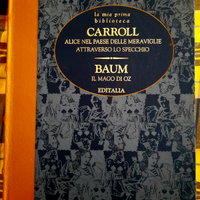 la mia prima
biblioteca
CARROLL
ALICE NEL PAESE DELLE MERAVIGLIE
ATTRAVERSO LO SPECCHIO
BAUM
IL MAGO DI OZ
EDITALIA